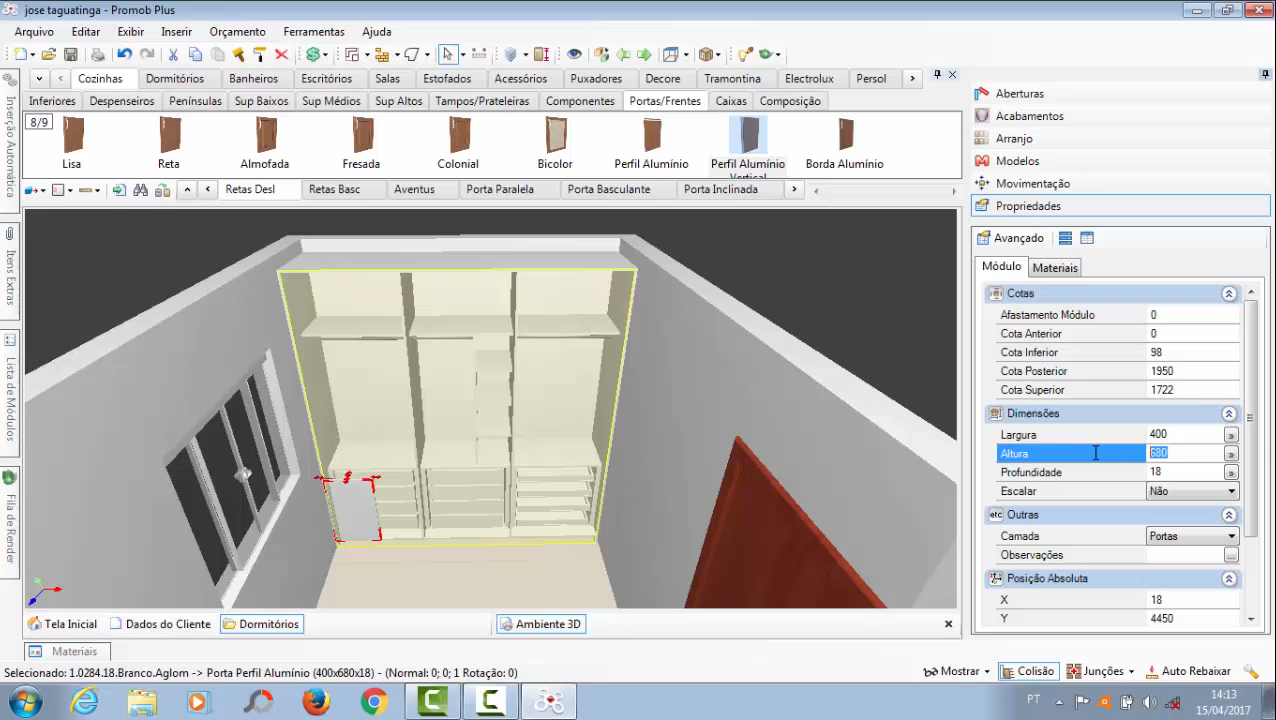 jose taguatinga - Promob Plus
Arquivo Editar Exibir Inserir Orçamento Ferramentas Ajuda
Cozinhas Dormitórios Banheiros Escritórios Salas Estofados Acessórios Puxadores Decore Tramontina Electrolux Persol
Inferiores Despenseiros Penínsulas Sup Baixos Sup Médios Sup Altos Tampos/Prateleiras Componentes Portas/Frentes Caixas Composição
8/9
Lisa Reta Almofada Fresada Colonial Bicolor Perfil Alumínio Perfil Alumínio Vertical Borda Alumínio
Retas Desl Retas Basc Aventus Porta Paralela Porta Basculante Porta Inclinada
Inserção Automática
Itens Extras
Lista de Módulos
Fila de Render
Aberturas
Acabamentos
Arranjo
Modelos
Movimentação
Propriedades
Avançado
Módulo Materiais
Cotas
Afastamento Módulo 0
Cota Anterior 0
Cota Inferior 98
Cota Posterior 1950
Cota Superior 1722
Dimensões
Largura 400
Altura 680
Profundidade 18
Escalar Não
etc Outras
Camada Portas
Observações
Posição Absoluta
X 18
Y 4450
Tela Inicial Dados do Cliente Dormitórios Ambiente 3D
Materiais
Selecionado: 1.0284.18.Branco.Aglom -> Porta Perfil Alumínio (400x680x18) - (Normal: 0; 0; 1 Rotação: 0)
Mostrar Colisão Junções Auto Rebaixar
PT
14:13
15/04/2017